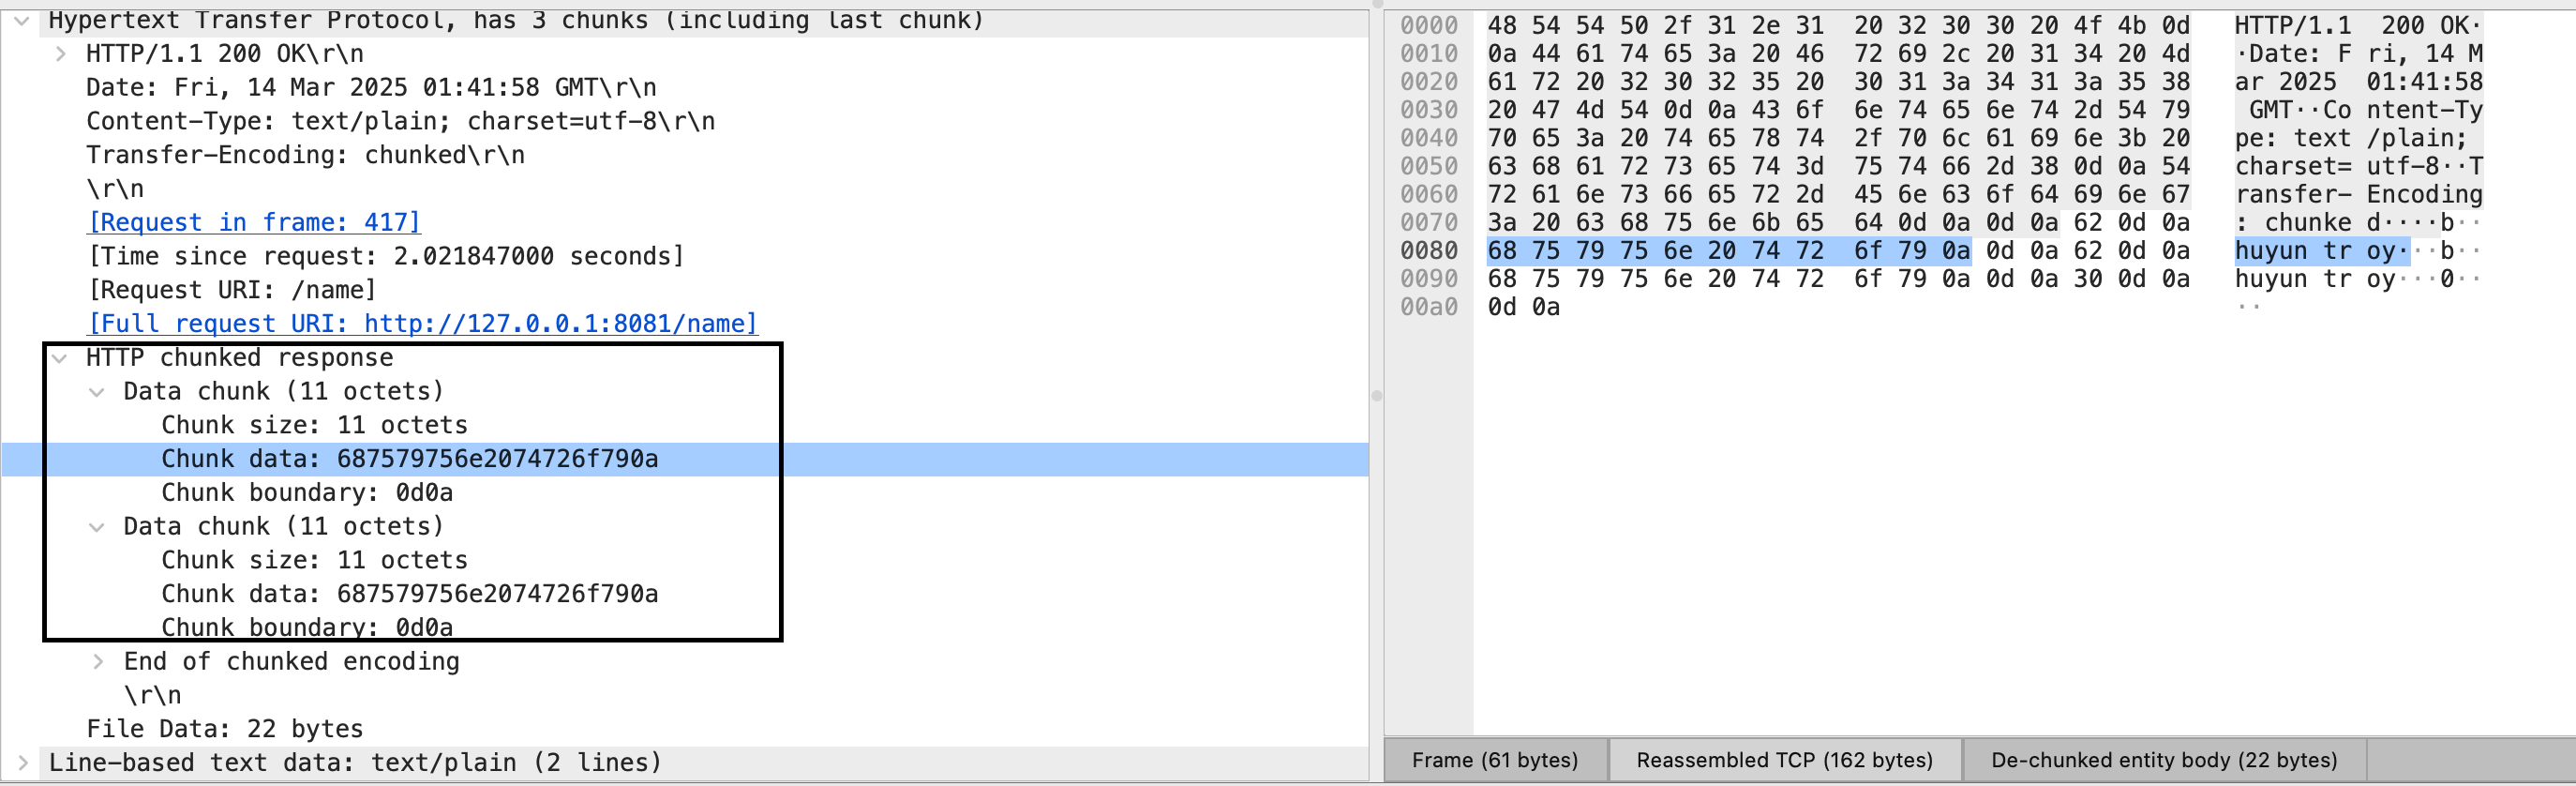 Hypertext Transfer Protocol, has 3 chunks (including last chunk)
HTTP/1.1 200 OK\r\n
Date: Fri, 14 Mar 2025 01:41:58 GMT\r\n
Content-Type: text/plain; charset=utf-8\r\n
Transfer-Encoding: chunked\r\n
\r\n
[Request in frame: 417]
[Time since request: 2.021847000 seconds]
[Request URI: /name]
[Full request URI: http://127.0.0.1:8081/name]
HTTP chunked response
Data chunk (11 octets)
Chunk size: 11 octets
Chunk data: 687579756e2074726f790a
Chunk boundary: 0d0a
Data chunk (11 octets)
Chunk size: 11 octets
Chunk data: 687579756e2074726f790a
Chunk boundary: 0d0a
End of chunked encoding
\r\n
File Data: 22 bytes
Line-based text data: text/plain (2 lines)
0000 48 54 54 50 2f 31 2e 31 20 32 30 30 20 4f 4b 0d HTTP/1.1 200 OK·
0010 0a 44 61 74 65 3a 20 46 72 69 2c 20 31 34 20 4d ·Date: F ri, 14 M
0020 61 72 20 32 30 32 35 20 30 31 3a 34 31 3a 35 38 ar 2025 01:41:58
0030 20 47 4d 54 0d 0a 43 6f 6e 74 65 6e 74 2d 54 79 GMT··Co ntent-Ty
0040 70 65 3a 20 74 65 78 74 2f 70 6c 61 69 6e 3b 20 pe: text /plain;
0050 63 68 61 72 73 65 74 3d 75 74 66 2d 38 0d 0a 54 charset= utf-8··T
0060 72 61 6e 73 66 65 72 2d 45 6e 63 6f 64 69 6e 67 ransfer- Encoding
0070 3a 20 63 68 75 6e 6b 65 64 0d 0a 0d 0a 62 0d 0a : chunke d····b··
0080 68 75 79 75 6e 20 74 72 6f 79 0a 0d 0a 62 0d 0a huyun tr oy···b··
0090 68 75 79 75 6e 20 74 72 6f 79 0a 0d 0a 30 0d 0a huyun tr oy···0··
00a0 0d 0a ··
Frame (61 bytes)
Reassembled TCP (162 bytes)
De-chunked entity body (22 bytes)